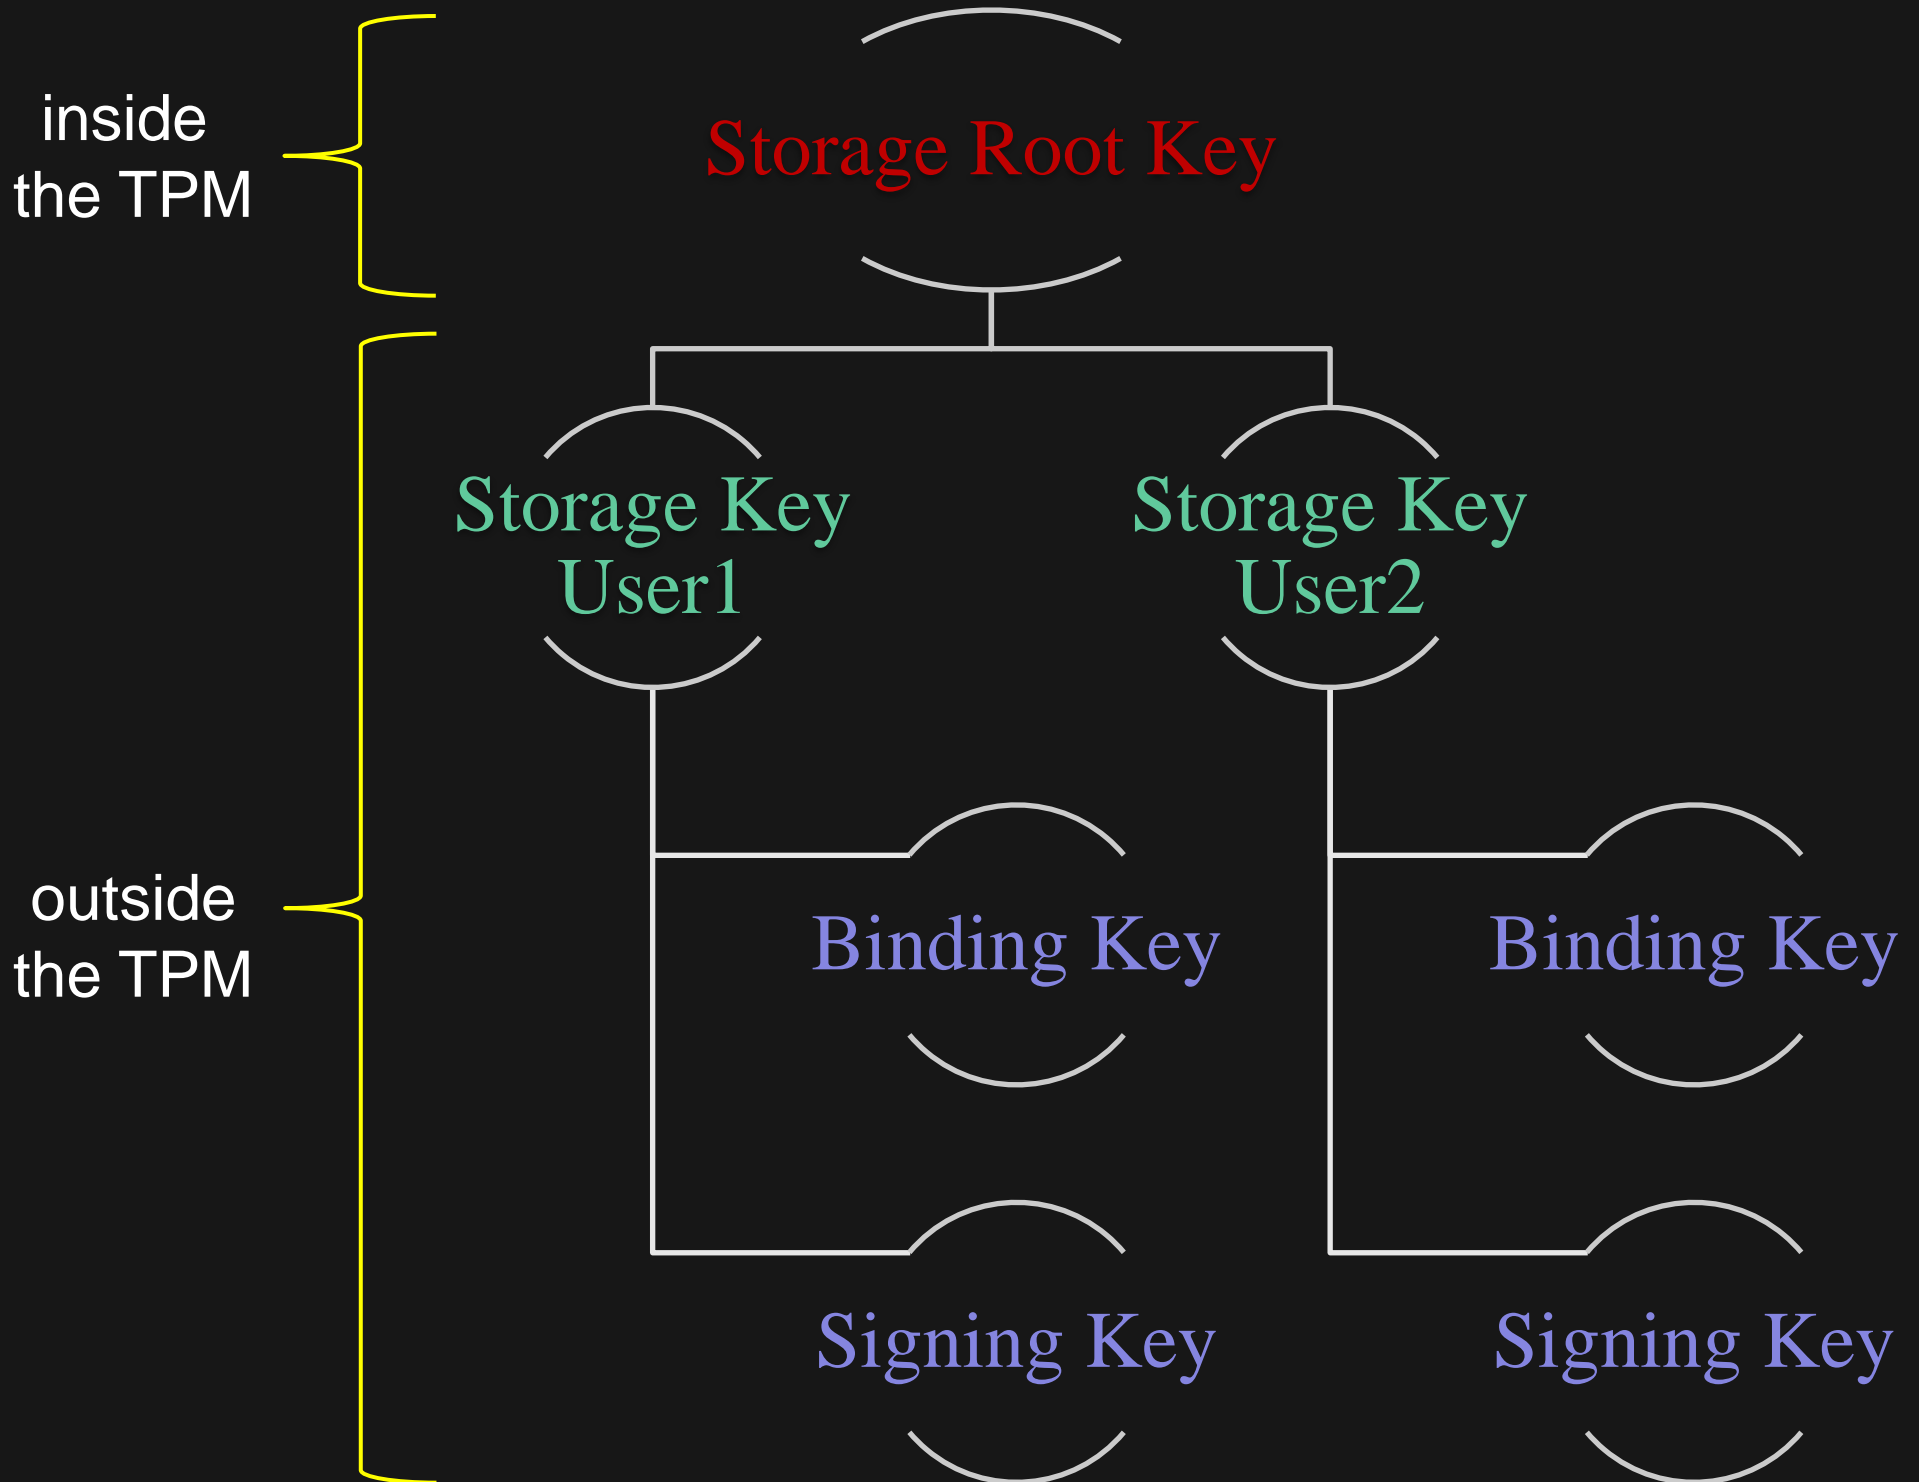 inside
the TPM
Storage Root Key
Storage Key
User1
Storage Key
User2
outside
the TPM
Binding Key
Binding Key
Signing Key
Signing Key